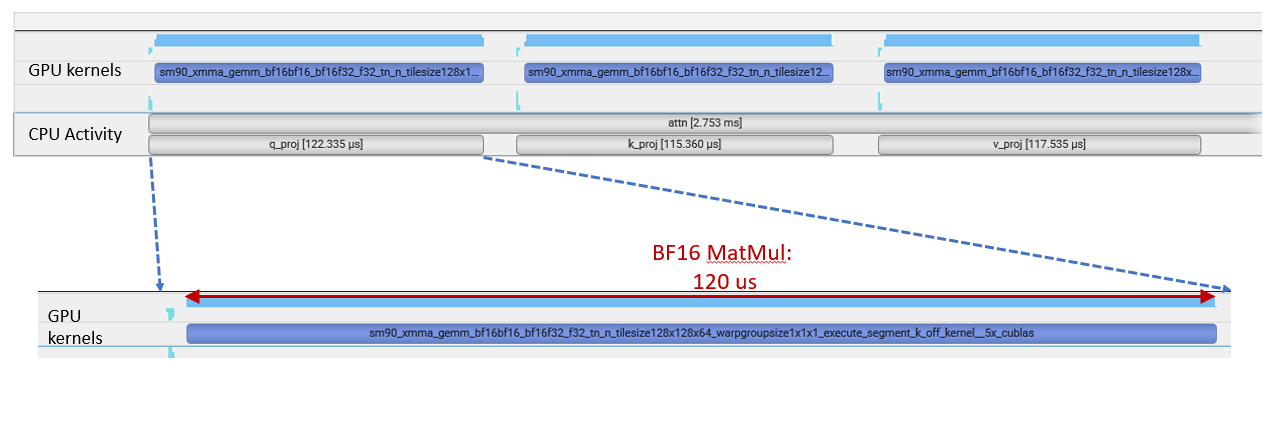 GPU kernels
sm90_xmma_gemm_bf16bf16_bf16f32_f32_tn_n_tilesize128x1... sm90_xmma_gemm_bf16bf16_bf16f32_f32_tn_n_tilesize12... sm90_xmma_gemm_bf16bf16_bf16f32_f32_tn_n_tilesize128x...
CPU Activity
attn [2.753 ms]
q_proj [122.335 µs] k_proj [115.360 µs] v_proj [117.535 µs]
BF16 MatMul:
120 us
GPU
kernels
sm90_xmma_gemm_bf16bf16_bf16f32_f32_tn_n_tilesize128x128x64_warpgroupsize1x1x1_execute_segment_k_off_kernel__5x_cublas